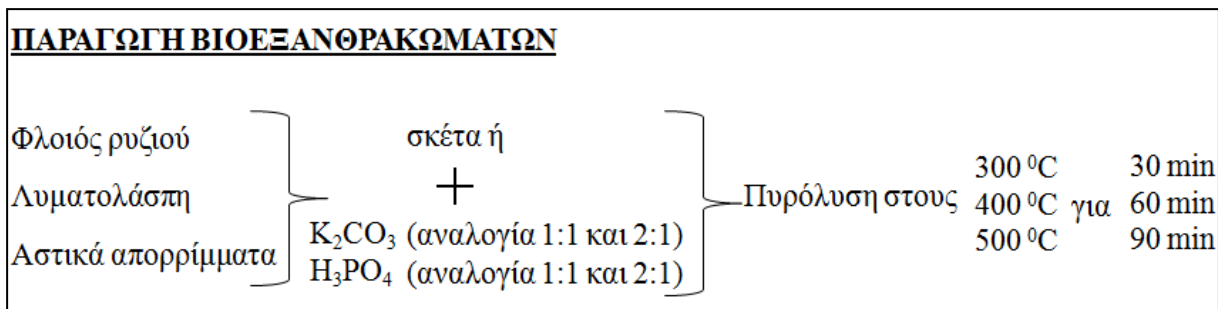 ΠΑΡΑΓΩΓΗ ΒΙΟΕΞΑΝΘΡΑΚΩΜΑΤΩΝ
Φλοιός ρυζιού
Λυματολάσπη
Αστικά απορρίμματα
σκέτα ή
+
K₂CO₃ (αναλογία 1:1 και 2:1)
H₃PO₄ (αναλογία 1:1 και 2:1)
Πυρόλυση στους
300 ⁰C
400 ⁰C
500 ⁰C
για
30 min
60 min
90 min